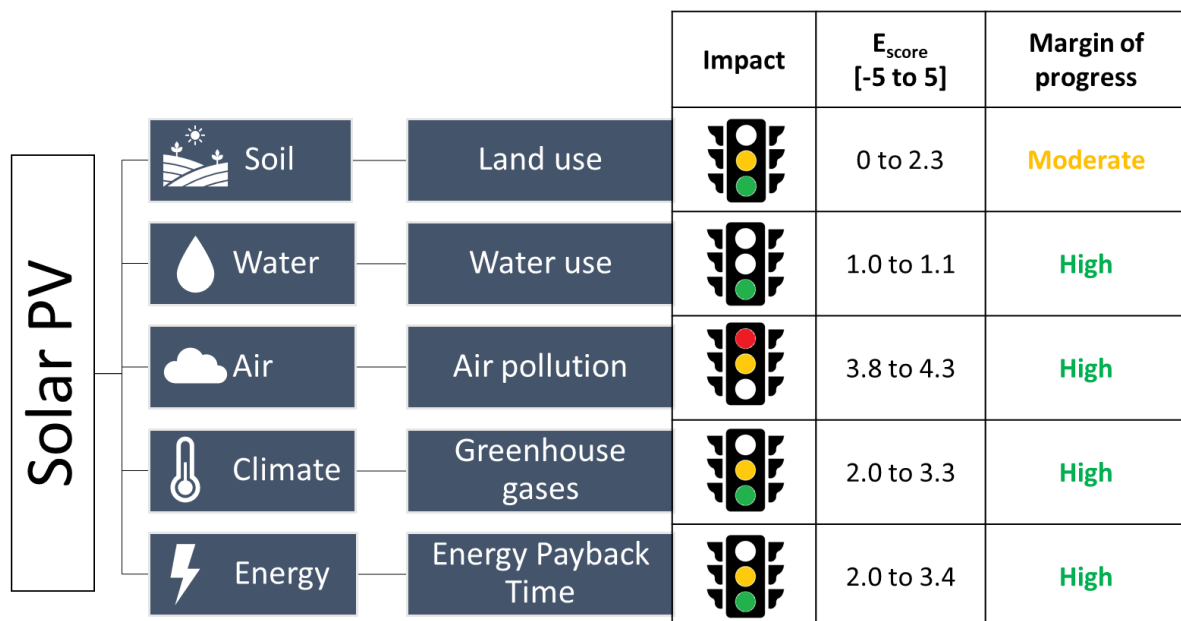 Impact
E_score
[-5 to 5]
Margin of
progress
Solar PV
Soil
Land use
0 to 2.3
Moderate
Water
Water use
1.0 to 1.1
High
Air
Air pollution
3.8 to 4.3
High
Climate
Greenhouse
gases
2.0 to 3.3
High
Energy
Energy Payback
Time
2.0 to 3.4
High